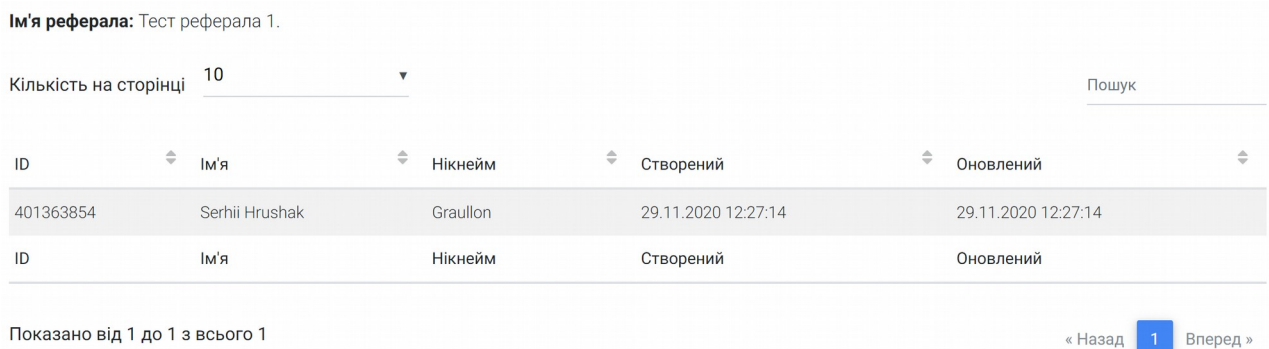 Ім'я реферала: Тест реферала 1.
Кількість на сторінці 10 Пошук
ID Ім'я Нікнейм Створений Оновлений
401363854 Serhii Hrushak Graullon 29.11.2020 12:27:14 29.11.2020 12:27:14
ID Ім'я Нікнейм Створений Оновлений
Показано від 1 до 1 з всього 1 « Назад 1 Вперед »